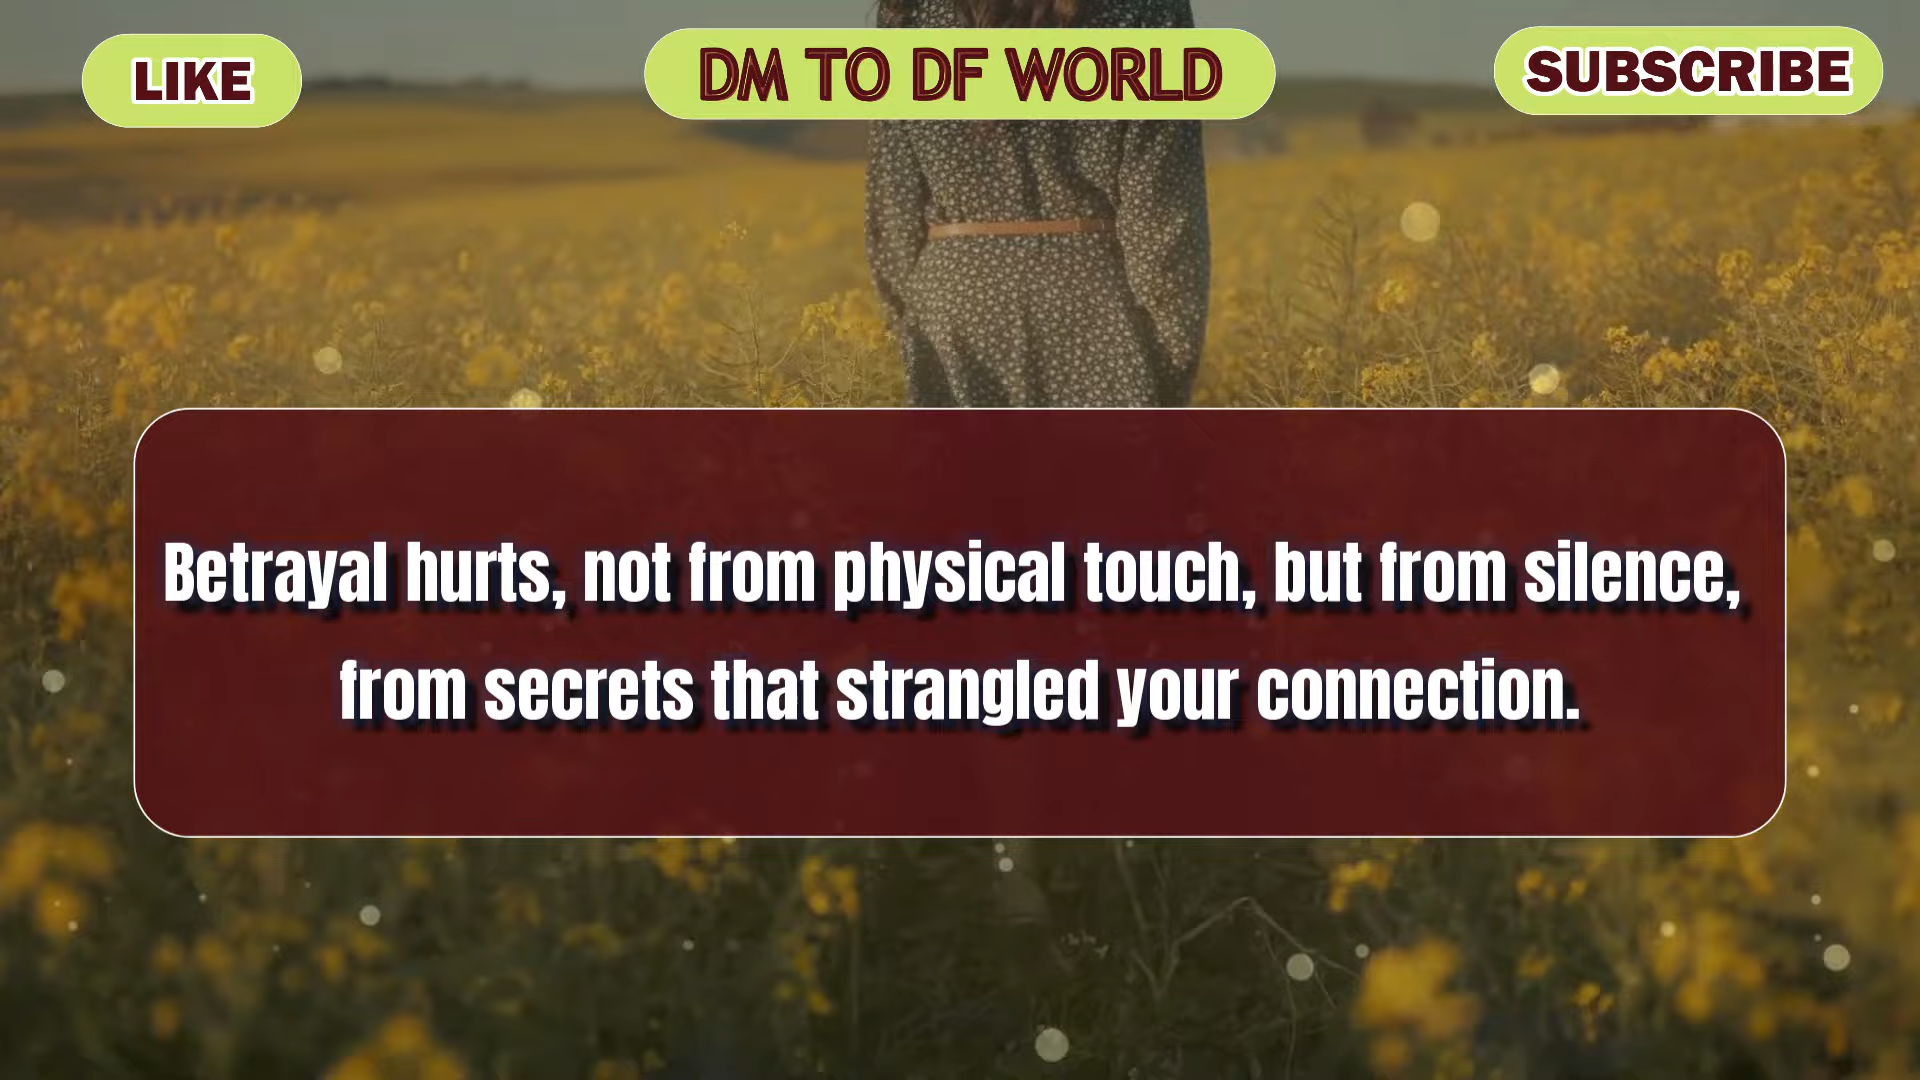 LIKE
DM TO DF WORLD
SUBSCRIBE
Betrayal hurts, not from physical touch, but from silence,
from secrets that strangled your connection.